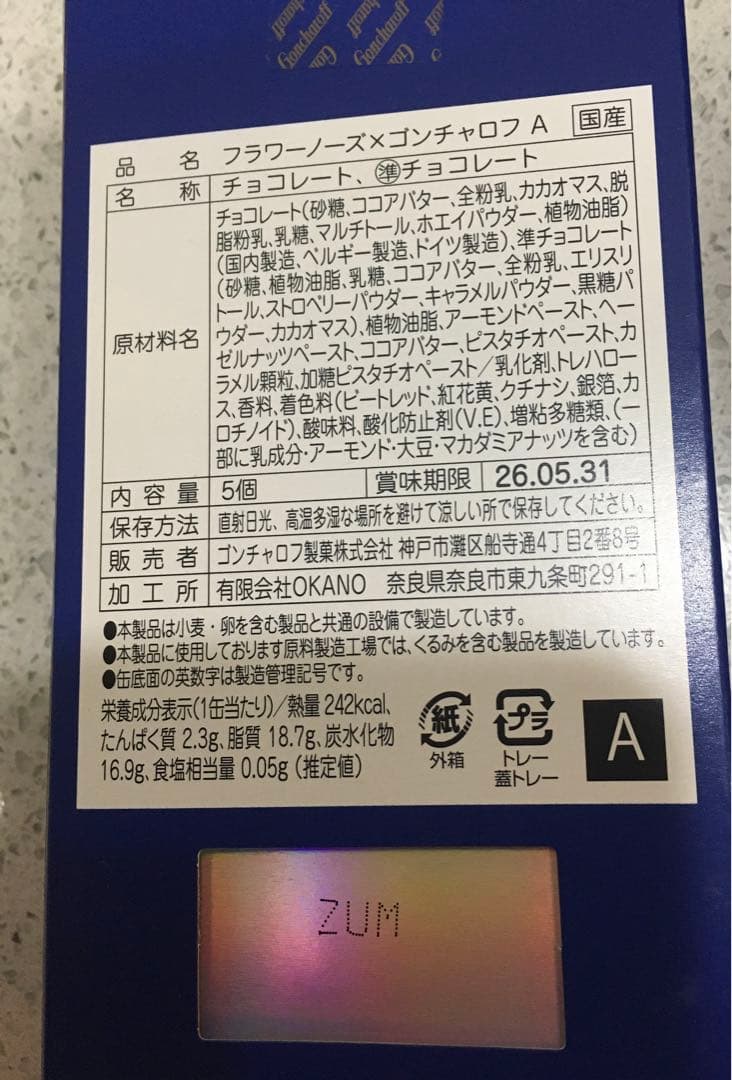 Goncharoff
品名 フラワーノーズ×ゴンチャロフ A 国産
名称 チョコレート、準チョコレート
原材料名
チョコレート(砂糖、ココアバター、全粉乳、カカオマス、脱
脂粉乳、乳糖、マルチトール、ホエイパウダー、植物油脂)
(国内製造、ベルギー製造、ドイツ製造)、準チョコレート
(砂糖、植物油脂、乳糖、ココアバター、全粉乳、エリスリ
トール、ストロベリーパウダー、キャラメルパウダー、黒糖パ
ウダー、カカオマス)、植物油脂、アーモンドペースト、ヘー
ゼルナッツペースト、ココアバター、ピスタチオペースト、カ
ラメル顆粒、加糖ピスタチオペースト/乳化剤、トレハロー
ス、香料、着色料(ビートレッド、紅花黄、クチナシ、銀箔、カ
ロチノイド)、酸味料、酸化防止剤(V.E)、増粘多糖類、(一
部に乳成分・アーモンド・大豆・マカダミアナッツを含む)
内容量 5個 賞味期限 26.05.31
保存方法 直射日光、高温多湿な場所を避けて涼しい所で保存してください。
販売者 ゴンチャロフ製菓株式会社 神戸市灘区船寺通4丁目2番8号
加工所 有限会社OKANO 奈良県奈良市東九条町291-1
●本製品は小麦・卵を含む製品と共通の設備で製造しています。
●本製品に使用しております原料製造工場では、くるみを含む製品を製造しています。
●缶底面の英数字は製造管理記号です。
栄養成分表示(1缶当たり)/熱量 242kcal、
たんぱく質 2.3g、脂質 18.7g、炭水化物
16.9g、食塩相当量 0.05g (推定値)
紙
外箱
プラ
トレー
蓋トレー
A
ZUM